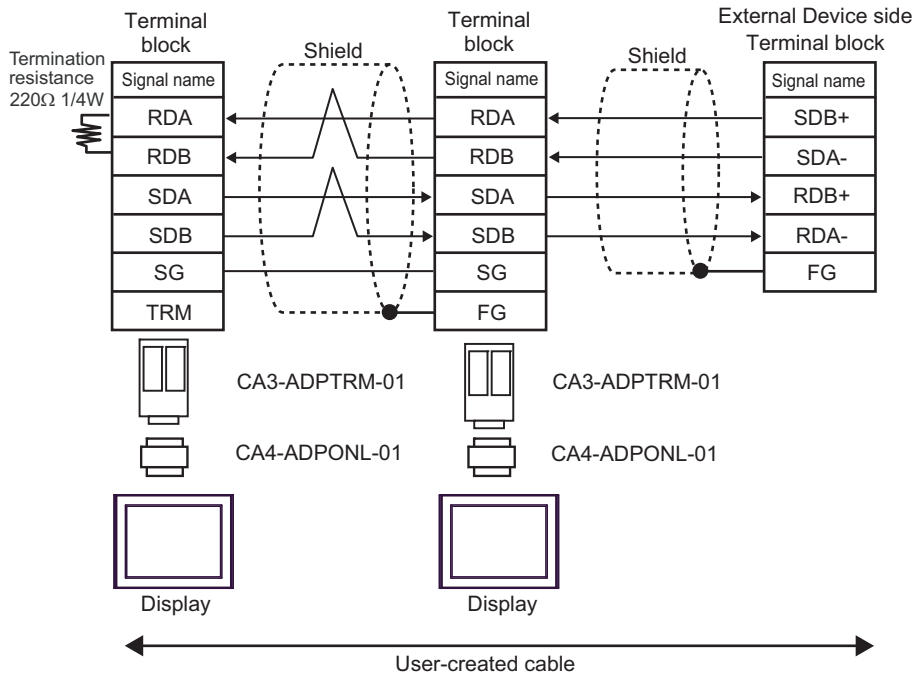 Terminal
block
Terminal
block
External Device side
Terminal block
Termination
resistance
220Ω 1/4W
Shield
Shield
Signal name
RDA
RDB
SDA
SDB
SG
TRM
Signal name
RDA
RDB
SDA
SDB
SG
FG
Signal name
SDB+
SDA-
RDB+
RDA-
FG
CA3-ADPTRM-01
CA3-ADPTRM-01
CA4-ADPONL-01
CA4-ADPONL-01
Display
Display
User-created cable